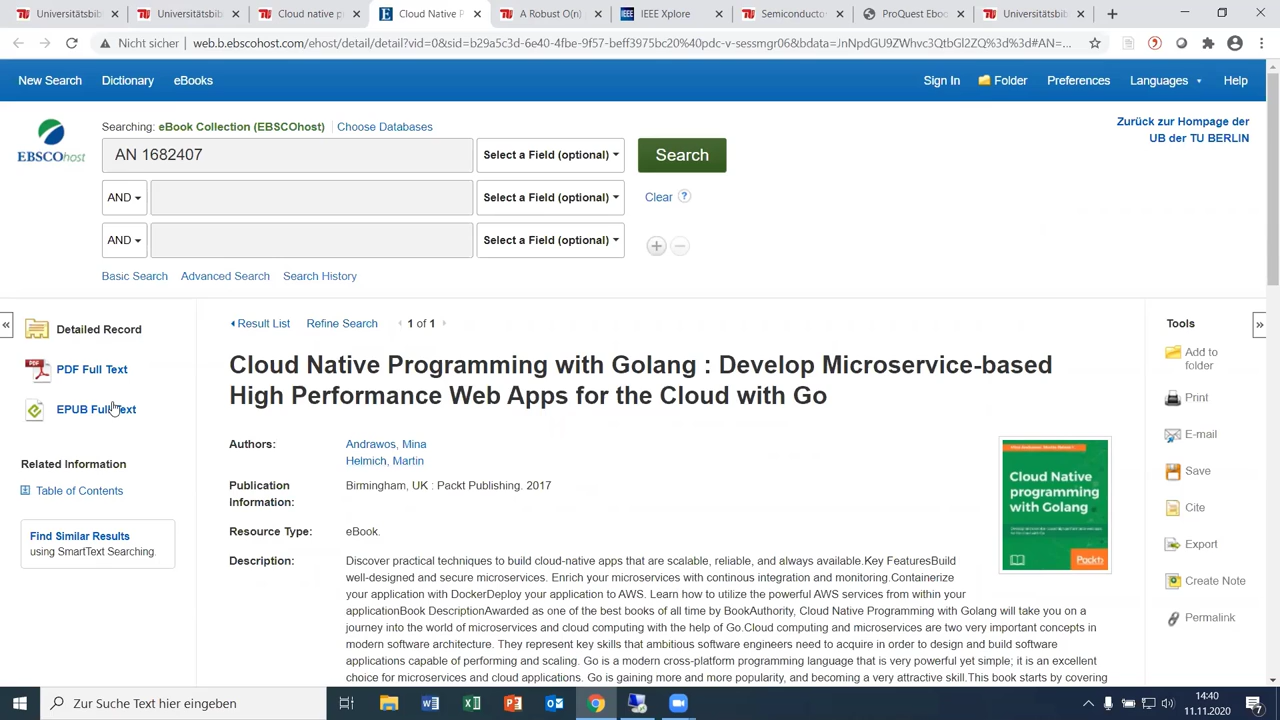 Universitätsbib
Universitätsbib
Cloud native p
Cloud Native P
A Robust O(n)
IEEE Xplore
Semiconducto
ProQuest Eboo
Universitätsbib
Nicht sicher | web.b.ebscohost.com/ehost/detail/detail?vid=0&sid=b29a5c3d-6e40-4fbe-9f57-beff3975bc20%40pdc-v-sessmgr06&bdata=JnNpdGU9ZWhvc3QtbGl2ZQ%3d%3d#AN=...
New Search Dictionary eBooks Sign In Folder Preferences Languages Help
Searching: eBook Collection (EBSCOhost) Choose Databases
Zurück zur Hompage der
UB der TU BERLIN
EBSCOhost
AN 1682407 Select a Field (optional) Search
AND Select a Field (optional) Clear ?
AND Select a Field (optional)
Basic Search Advanced Search Search History
Detailed Record
PDF Full Text
EPUB Full Text
Related Information
Table of Contents
Find Similar Results
using SmartText Searching.
Result List Refine Search 1 of 1
Cloud Native Programming with Golang : Develop Microservice-based
High Performance Web Apps for the Cloud with Go
Authors: Andrawos, Mina
Helmich, Martin
Publication Birmingham, UK : Packt Publishing. 2017
Information:
Resource Type: eBook.
Description: Discover practical techniques to build cloud-native apps that are scalable, reliable, and always available.Key FeaturesBuild
well-designed and secure microservices. Enrich your microservices with continous integration and monitoring.Containerize
your application with DockerDeploy your application to AWS. Learn how to utilize the powerful AWS services from within your
applicationBook DescriptionAwarded as one of the best books of all time by BookAuthority, Cloud Native Programming with Golang will take you on a
journey into the world of microservices and cloud computing with the help of Go.Cloud computing and microservices are two very important concepts in
modern software architecture. They represent key skills that ambitious software engineers need to acquire in order to design and build software
applications capable of performing and scaling. Go is a modern cross-platform programming language that is very powerful yet simple; it is an excellent
choice for microservices and cloud applications. Go is gaining more and more popularity, and becoming a very attractive skill.This book starts by covering
Cloud Native
programming
with Golang
Packt
Tools
Add to
folder
Print
E-mail
Save
Cite
Export
Create Note
Permalink
Zur Suche Text hier eingeben
14:40
11.11.2020